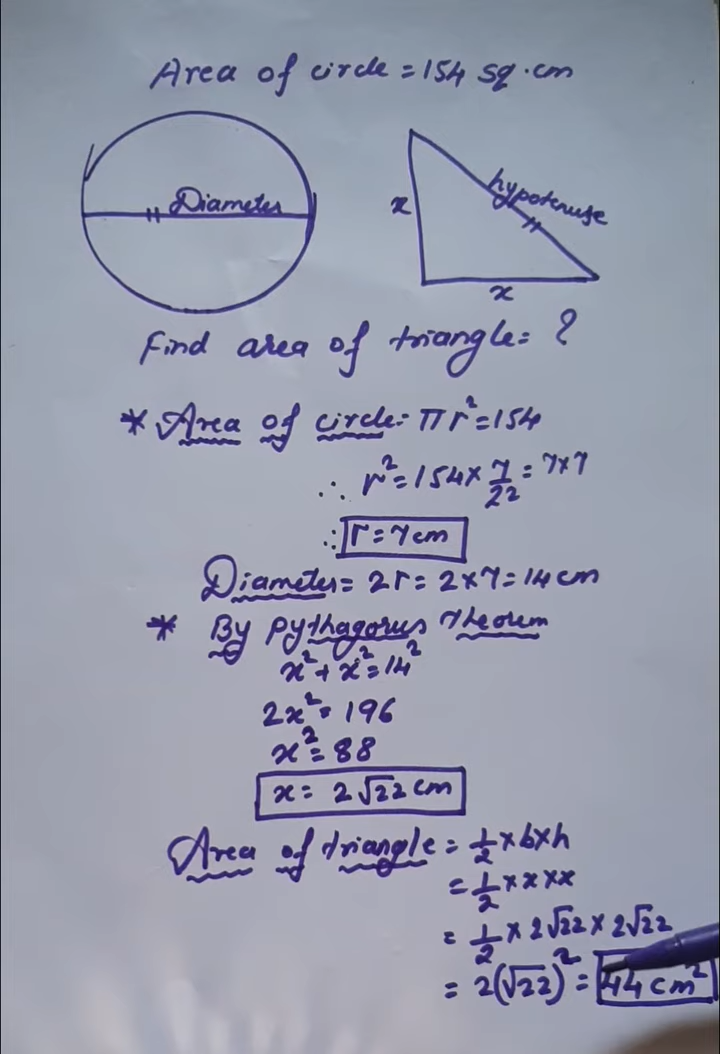 Area of circle = 154 sq.cm
Diameter
x
hypotenuse
x
Find area of triangle = ?
* Area of circle = πr² = 154
∴ r² = 154 × 7/22 = 7×7
∴ r = 7cm
Diameter = 2r = 2×7 = 14cm
* By pythagorus Theorem
x² + x² = 14²
2x² = 196
x² = 88
x = 2√22 cm
Area of triangle = 1/2 × b × h
= 1/2 × x × x
= 1/2 × 2√22 × 2√22
= 2(√22)² = 44 cm²